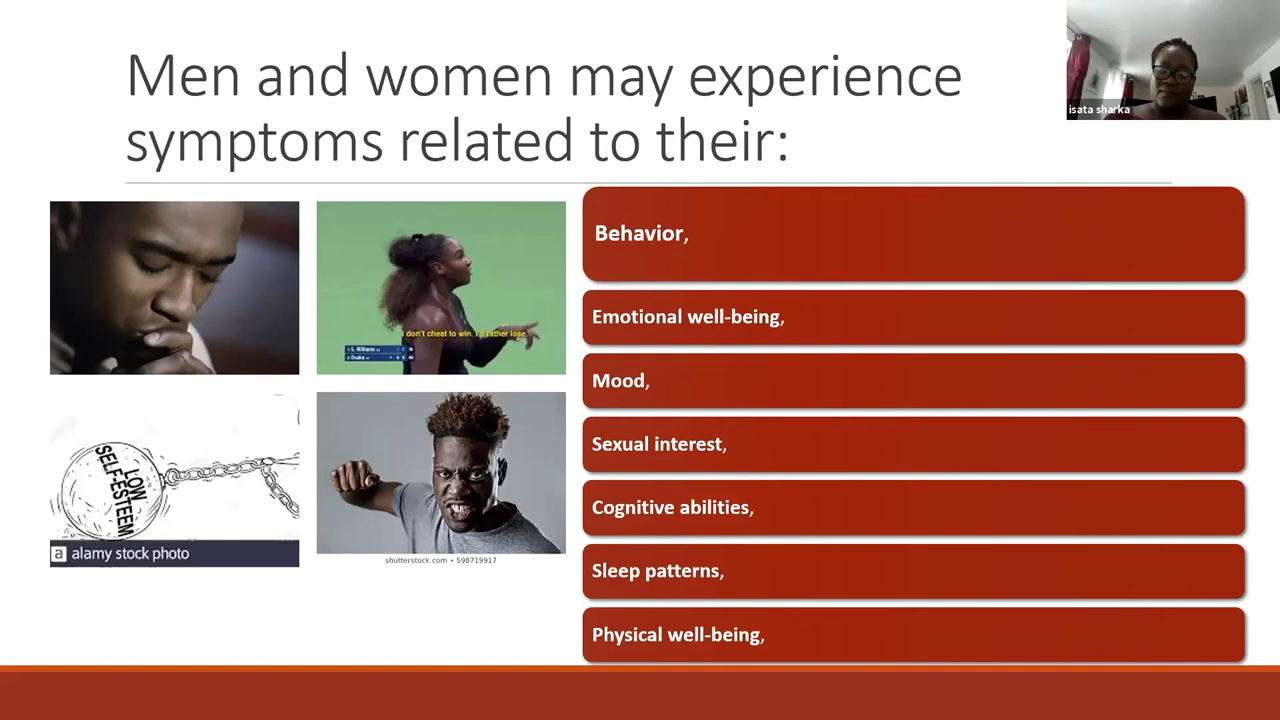 Men and women may experience
symptoms related to their:
isata sharka
I don't cheat to win. I'd rather lose.
S. Williams
Osaka
LOW
SELF-ESTEEM
a alamy stock photo
shutterstock.com • 598719917
Behavior,
Emotional well-being,
Mood,
Sexual interest,
Cognitive abilities,
Sleep patterns,
Physical well-being,